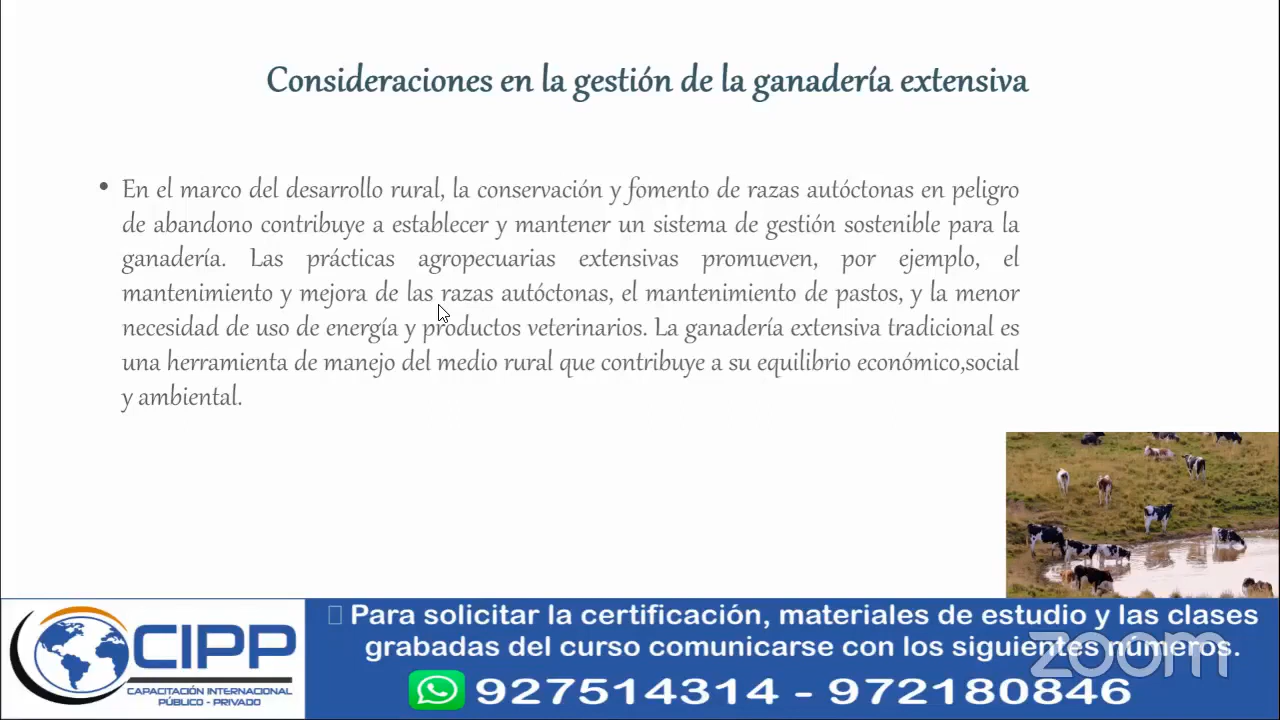 Consideraciones en la gestión de la ganadería extensiva
• En el marco del desarrollo rural, la conservación y fomento de razas autóctonas en peligro
de abandono contribuye a establecer y mantener un sistema de gestión sostenible para la
ganadería. Las prácticas agropecuarias extensivas promueven, por ejemplo, el
mantenimiento y mejora de las razas autóctonas, el mantenimiento de pastos, y la menor
necesidad de uso de energía y productos veterinarios. La ganadería extensiva tradicional es
una herramienta de manejo del medio rural que contribuye a su equilibrio económico,social
y ambiental.
CIPP
CAPACITACIÓN INTERNACIONAL
PÚBLICO - PRIVADO
Para solicitar la certificación, materiales de estudio y las clases
grabadas del curso comunicarse con los siguientes números.
927514314 - 972180846
zoom